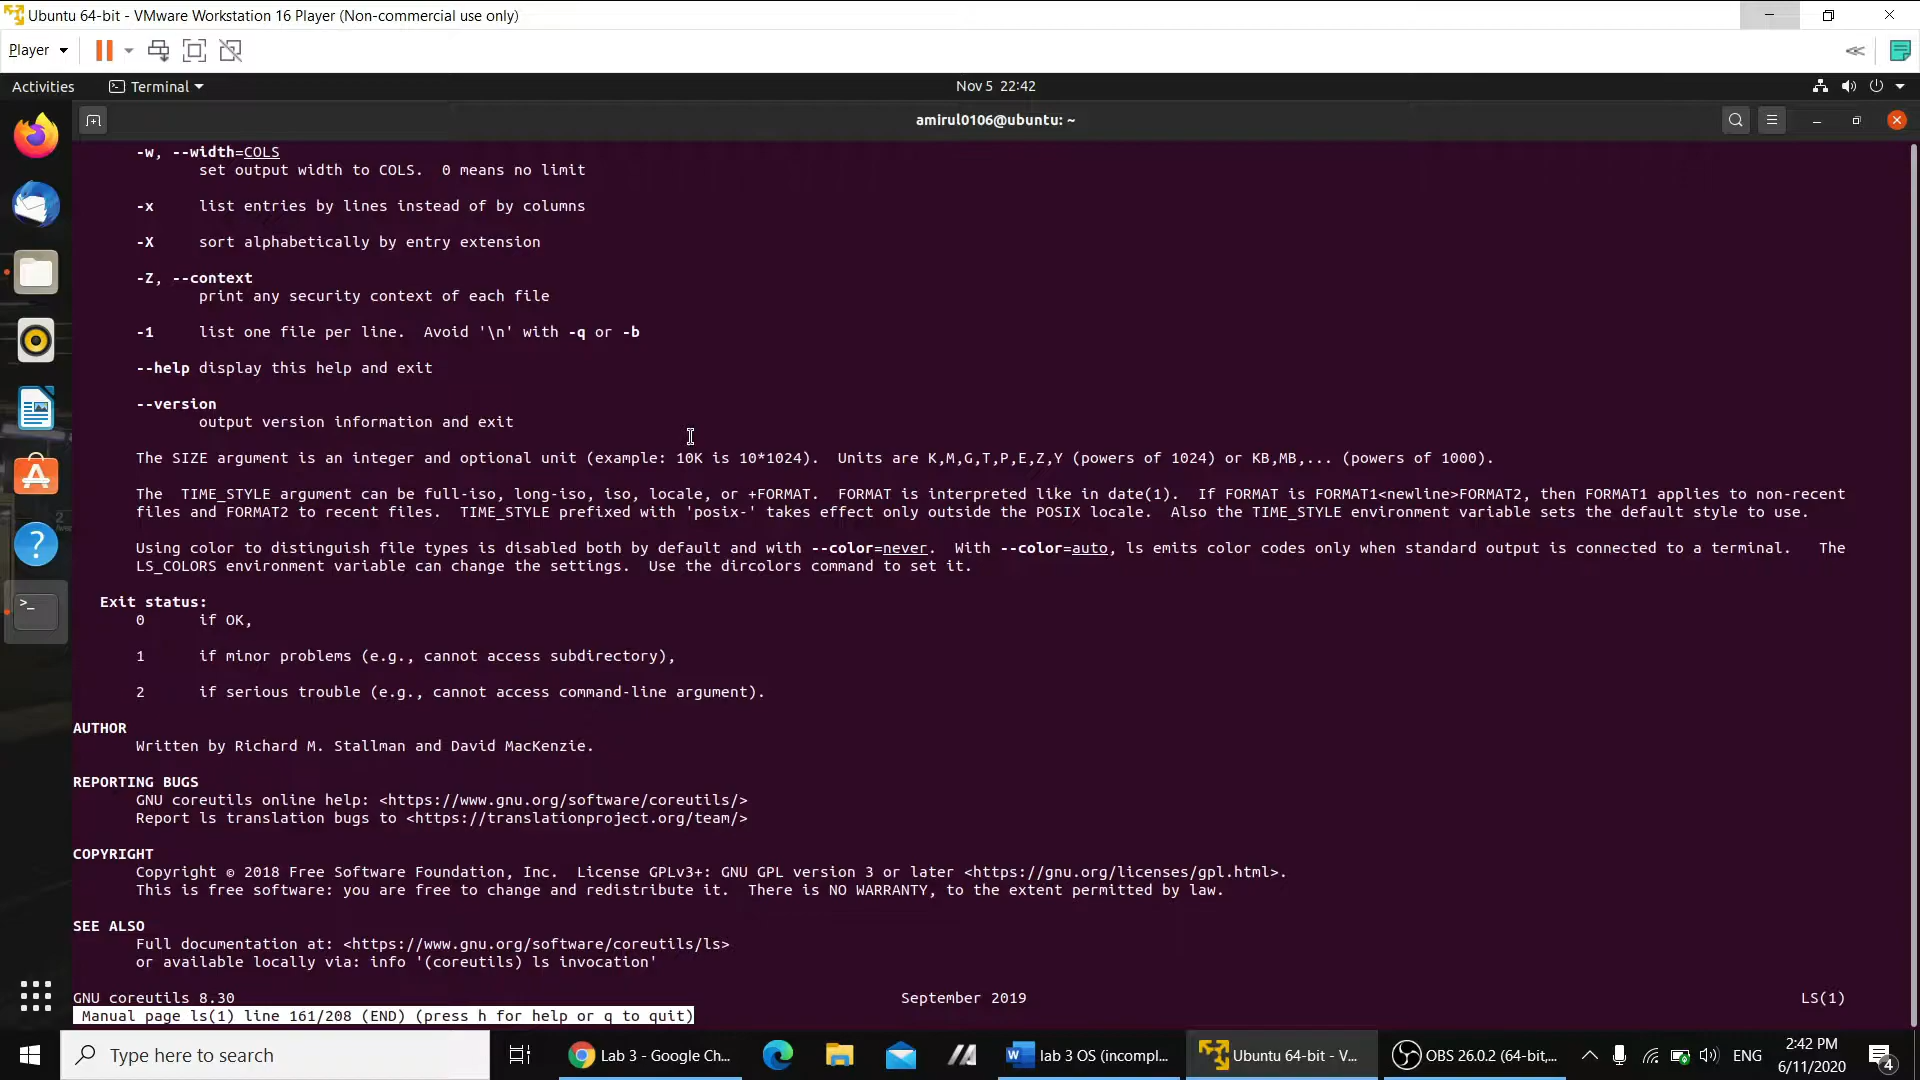 Ubuntu 64-bit - VMware Workstation 16 Player (Non-commercial use only)
Player
Activities
Terminal
Nov 5 22:42
amirul0106@ubuntu: ~
-w, --width=COLS
set output width to COLS.  0 means no limit
-x     list entries by lines instead of by columns
-X     sort alphabetically by entry extension
-Z, --context
print any security context of each file
-1     list one file per line.  Avoid '\n' with -q or -b
--help display this help and exit
--version
output version information and exit
The SIZE argument is an integer and optional unit (example: 10K is 10*1024).  Units are K,M,G,T,P,E,Z,Y (powers of 1024) or KB,MB,... (powers of 1000).
The  TIME_STYLE argument can be full-iso, long-iso, iso, locale, or +FORMAT.  FORMAT is interpreted like in date(1).  If FORMAT is FORMAT1<newline>FORMAT2, then FORMAT1 applies to non-recent
files and FORMAT2 to recent files.  TIME_STYLE prefixed with 'posix-' takes effect only outside the POSIX locale.  Also the TIME_STYLE environment variable sets the default style to use.
Using color to distinguish file types is disabled both by default and with --color=never.  With --color=auto, ls emits color codes only when standard output is connected to a terminal.   The
LS_COLORS environment variable can change the settings.  Use the dircolors command to set it.
Exit status:
0      if OK,
1      if minor problems (e.g., cannot access subdirectory),
2      if serious trouble (e.g., cannot access command-line argument).
AUTHOR
Written by Richard M. Stallman and David MacKenzie.
REPORTING BUGS
GNU coreutils online help: <https://www.gnu.org/software/coreutils/>
Report ls translation bugs to <https://translationproject.org/team/>
COPYRIGHT
Copyright © 2018 Free Software Foundation, Inc.  License GPLv3+: GNU GPL version 3 or later <https://gnu.org/licenses/gpl.html>.
This is free software: you are free to change and redistribute it.  There is NO WARRANTY, to the extent permitted by law.
SEE ALSO
Full documentation at: <https://www.gnu.org/software/coreutils/ls>
or available locally via: info '(coreutils) ls invocation'
GNU coreutils 8.30 September 2019 LS(1)
Manual page ls(1) line 161/208 (END) (press h for help or q to quit)
Type here to search
Lab 3 - Google Ch...
lab 3 OS (incompl...
Ubuntu 64-bit - V...
OBS 26.0.2 (64-bit,...
ENG
2:42 PM
6/11/2020
4